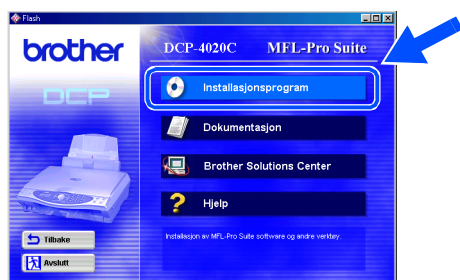 Flash
brother
DCP-4020C MFL-Pro Suite
DCP
Installasjonsprogram
Dokumentasjon
Brother Solutions Center
Hjelp
Installasjon av MFL-Pro Suite software og andre verktøy.
Tilbake
Avslutt